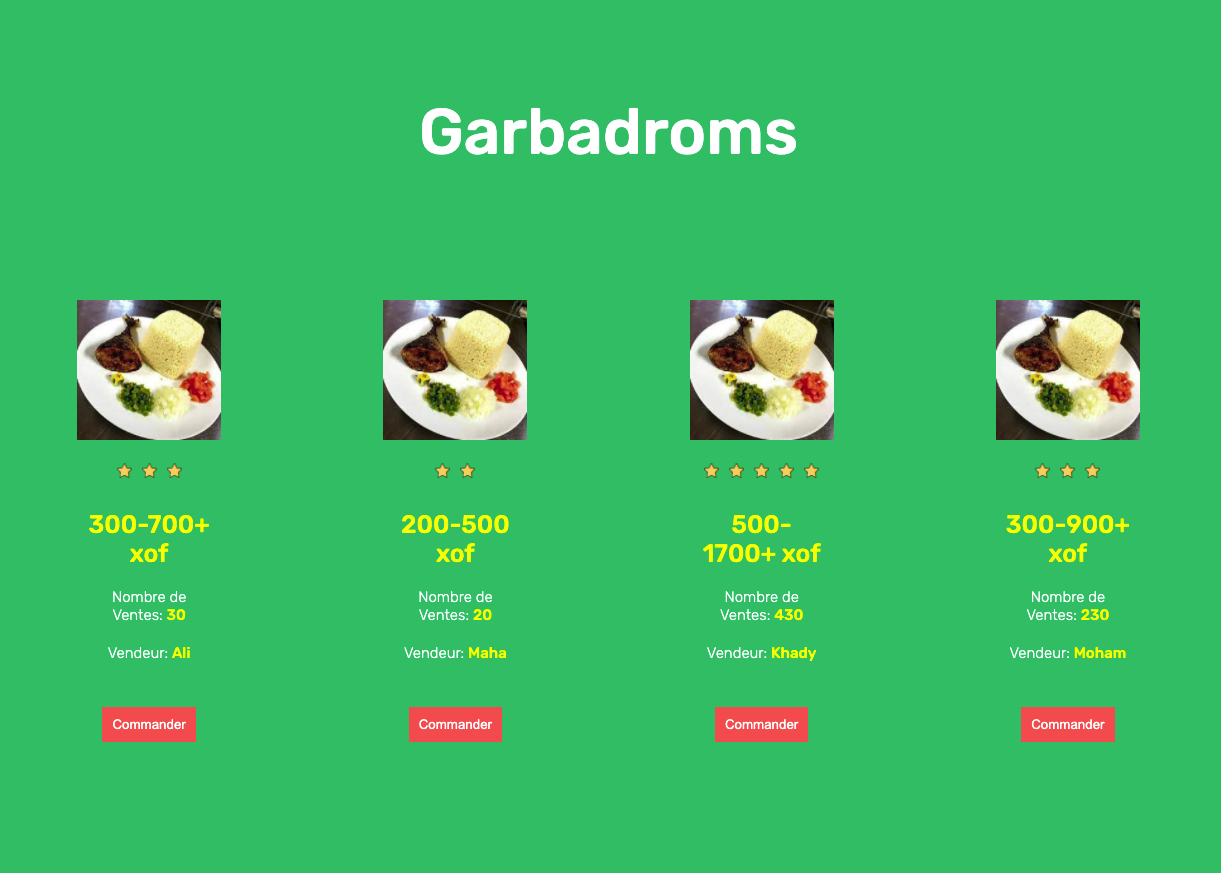 Garbadroms
300-700+
xof
Nombre de
Ventes: 30
Vendeur: Ali
Commander
200-500
xof
Nombre de
Ventes: 20
Vendeur: Maha
Commander
500-
1700+ xof
Nombre de
Ventes: 430
Vendeur: Khady
Commander
300-900+
xof
Nombre de
Ventes: 230
Vendeur: Moham
Commander